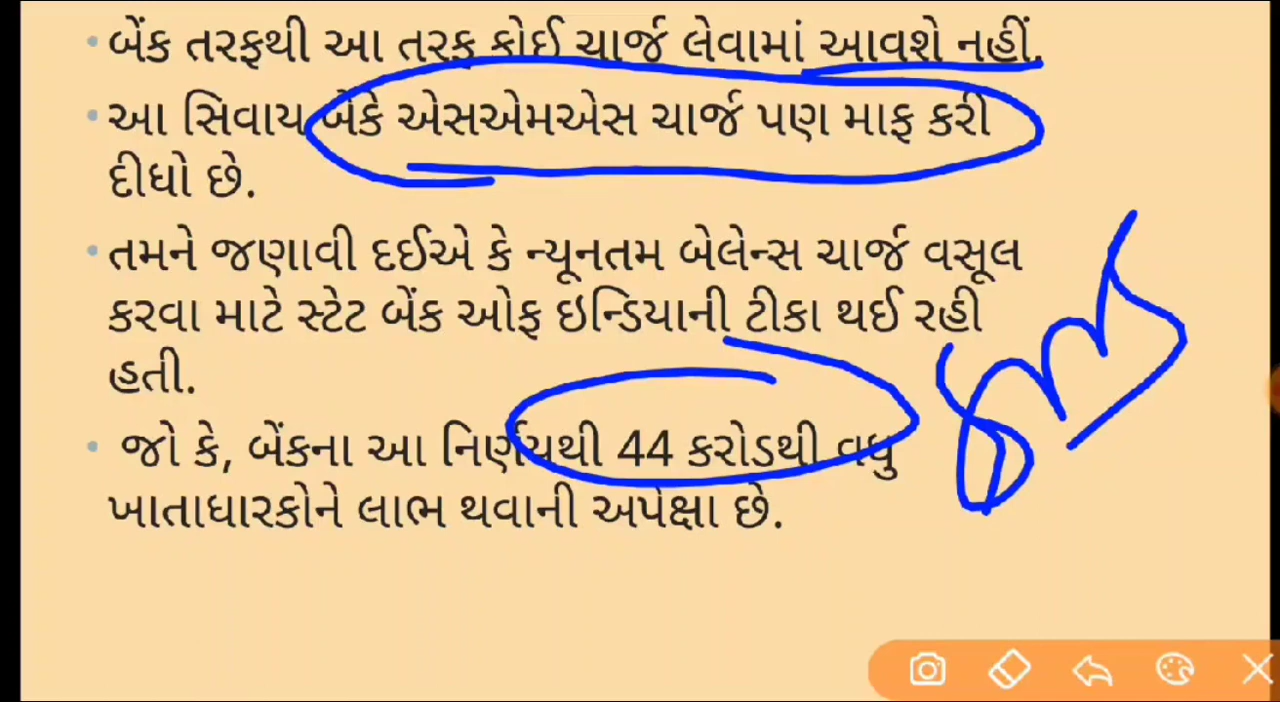 • બેંક તરફથી આ તરફ કોઈ ચાર્જ લેવામાં આવશે નહીં.
• આ સિવાય બેંકે એસએમએસ ચાર્જ પણ માફ કરી
દીધો છે.
• તમને જણાવી દઈએ કે ન્યૂનતમ બેલેન્સ ચાર્જ વસૂલ
કરવા માટે સ્ટેટ બેંક ઓફ ઇન્ડિયાની ટીકા થઈ રહી
હતી.
• જો કે, બેંકના આ નિર્ણયથી 44 કરોડથી વધુ
ખાતાધારકોને લાભ થવાની અપેક્ષા છે.